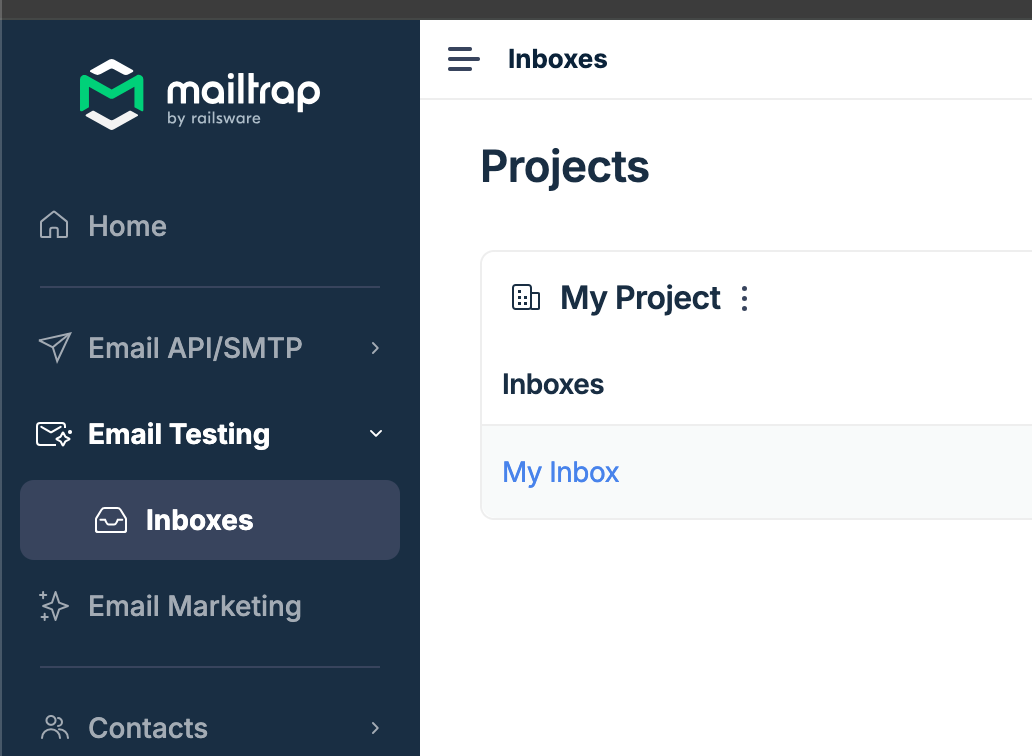 mailtrap
by railsware
Home
Email API/SMTP
Email Testing
Inboxes
Email Marketing
Contacts
Inboxes
Projects
My Project
Inboxes
My Inbox